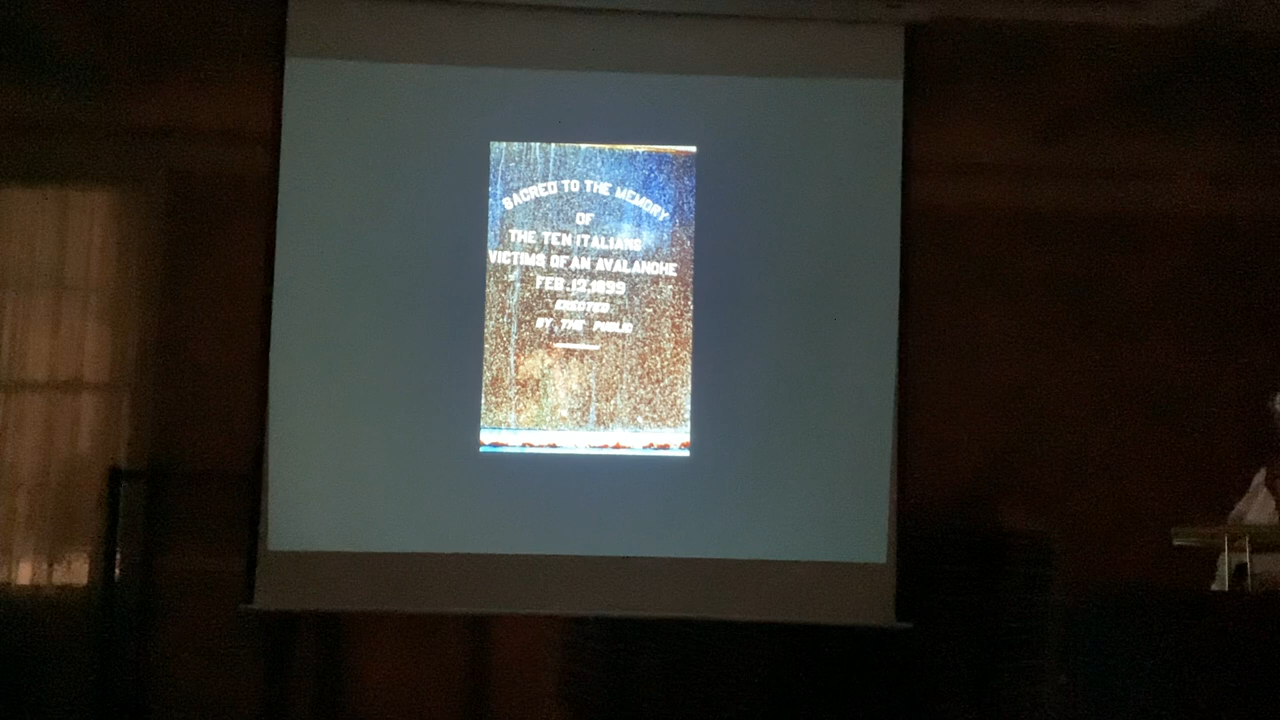 SACRED TO THE MEMORY
OF
THE TEN ITALIANS
VICTIMS OF AN AVALANCHE
FEB. 12, 1899
ERECTED
BY THE PUBLIC